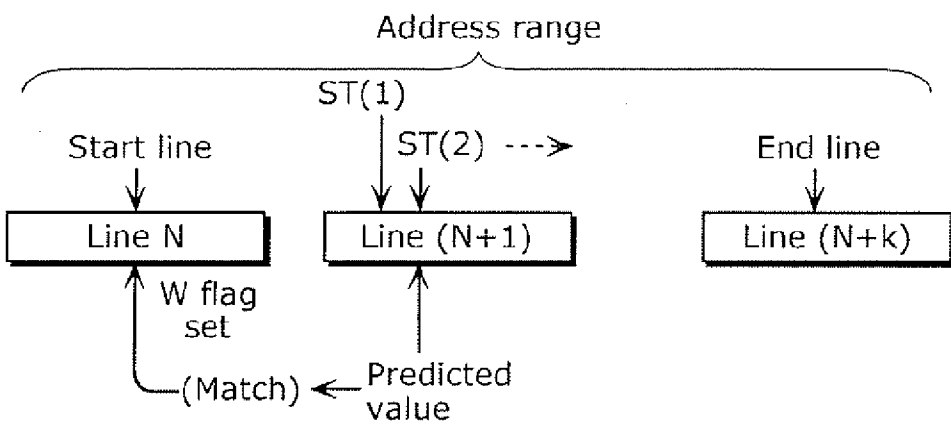 Address range
ST(1)
Start line
ST(2)
End line
Line N
Line (N+1)
Line (N+k)
W flag
set
(Match)
Predicted
value